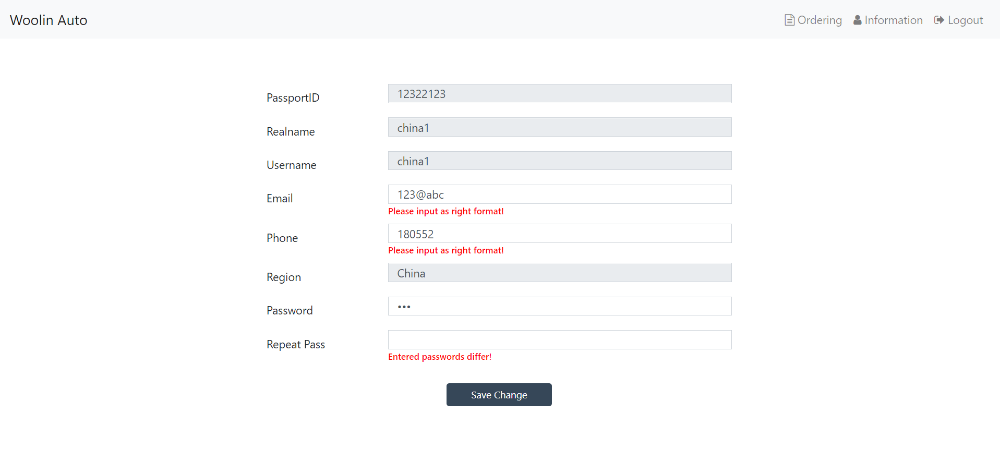 Woolin Auto
Ordering Information Logout
PassportID 12322123
Realname china1
Username china1
Email 123@abc
Please input as right format!
Phone 180552
Please input as right format!
Region China
Password •••
Repeat Pass
Entered passwords differ!
Save Change